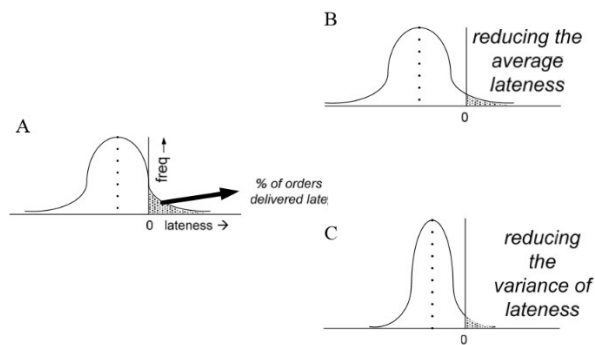 A
freq →
% of orders
delivered late
0 lateness →
B
reducing the
average
lateness
0
C
reducing
the
variance of
lateness
0